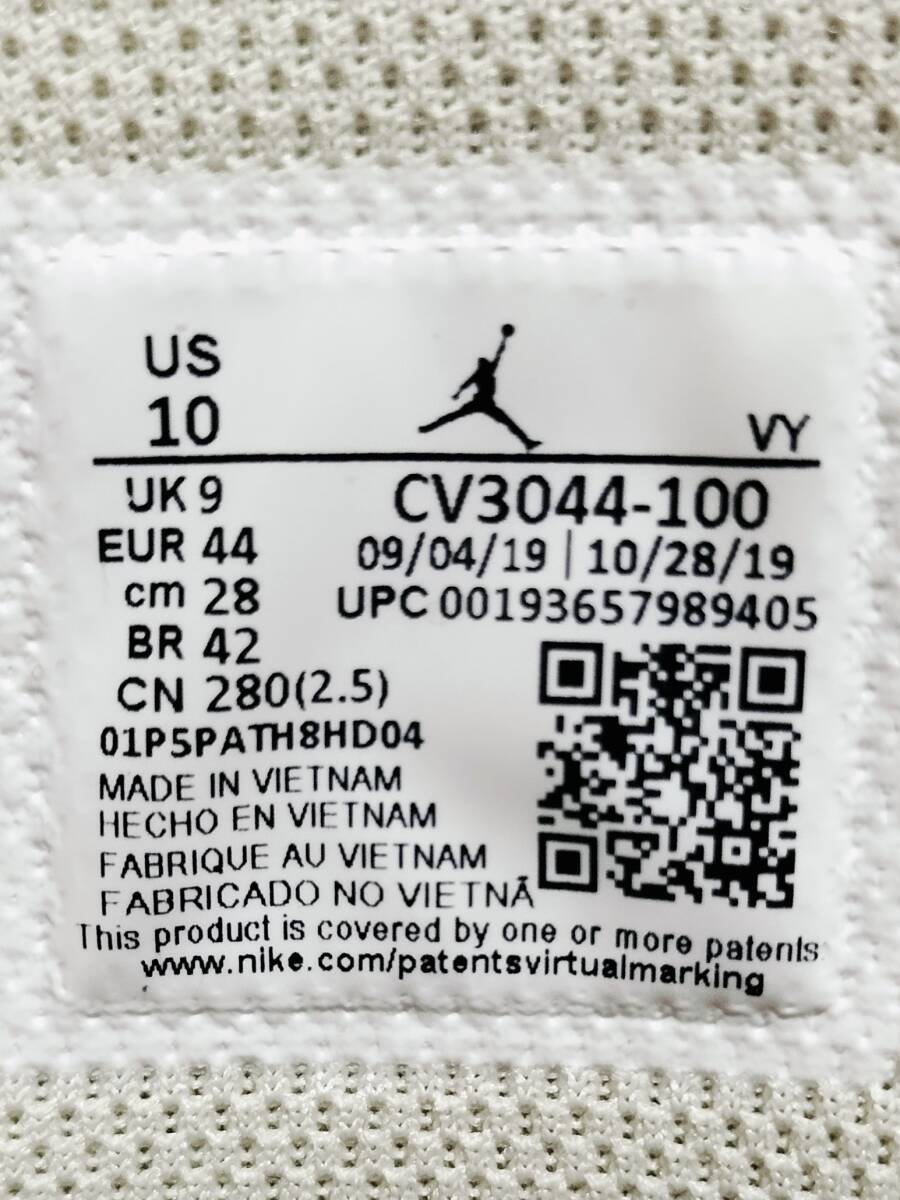 US
10
VY
UK 9
CV3044-100
EUR 44
09/04/19 | 10/28/19
cm 28
UPC 00193657989405
BR 42
CN 280(2.5)
01P5PATH8HD04
MADE IN VIETNAM
HECHO EN VIETNAM
FABRIQUE AU VIETNAM
FABRICADO NO VIETNÃ
This product is covered by one or more patents
www.nike.com/patentsvirtualmarking